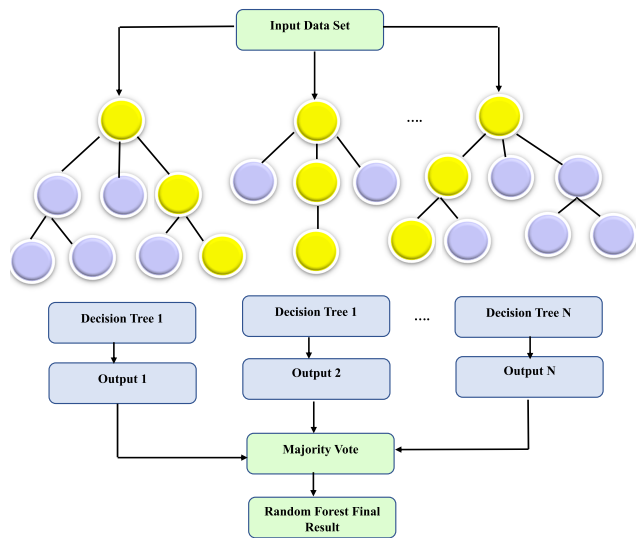 Input Data Set
....
Decision Tree 1
Decision Tree 1
....
Decision Tree N
Output 1
Output 2
Output N
Majority Vote
Random Forest Final
Result